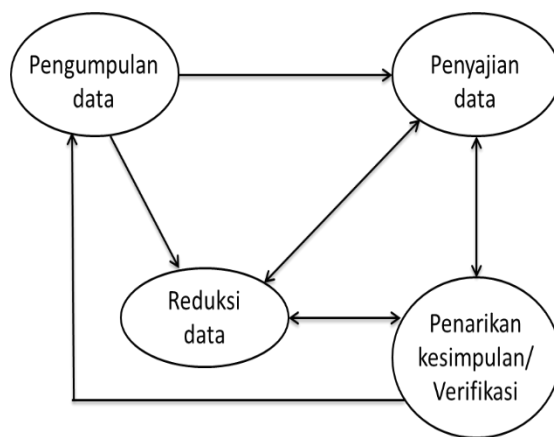 Pengumpulan
data
Penyajian
data
Reduksi
data
Penarikan
kesimpulan/
Verifikasi